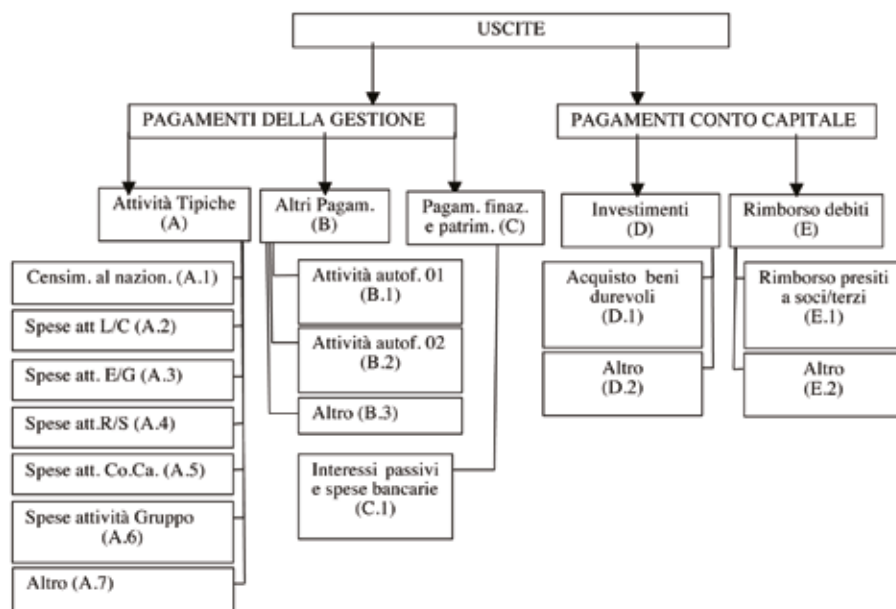 USCITE
PAGAMENTI DELLA GESTIONE
PAGAMENTI CONTO CAPITALE
Attività Tipiche
(A)
Altri Pagam.
(B)
Pagam. finaz.
e patrim. (C)
Investimenti
(D)
Rimborso debiti
(E)
Censim. al nazion. (A.1)
Spese att L/C (A.2)
Spese att. E/G (A.3)
Spese att.R/S (A.4)
Spese att. Co.Ca. (A.5)
Spese attività Gruppo
(A.6)
Altro (A.7)
Attività autof. 01
(B.1)
Attività autof. 02
(B.2)
Altro (B.3)
Interessi passivi
e spese bancarie
(C.1)
Acquisto beni
durevoli
(D.1)
Altro
(D.2)
Rimborso presiti
a soci/terzi
(E.1)
Altro
(E.2)